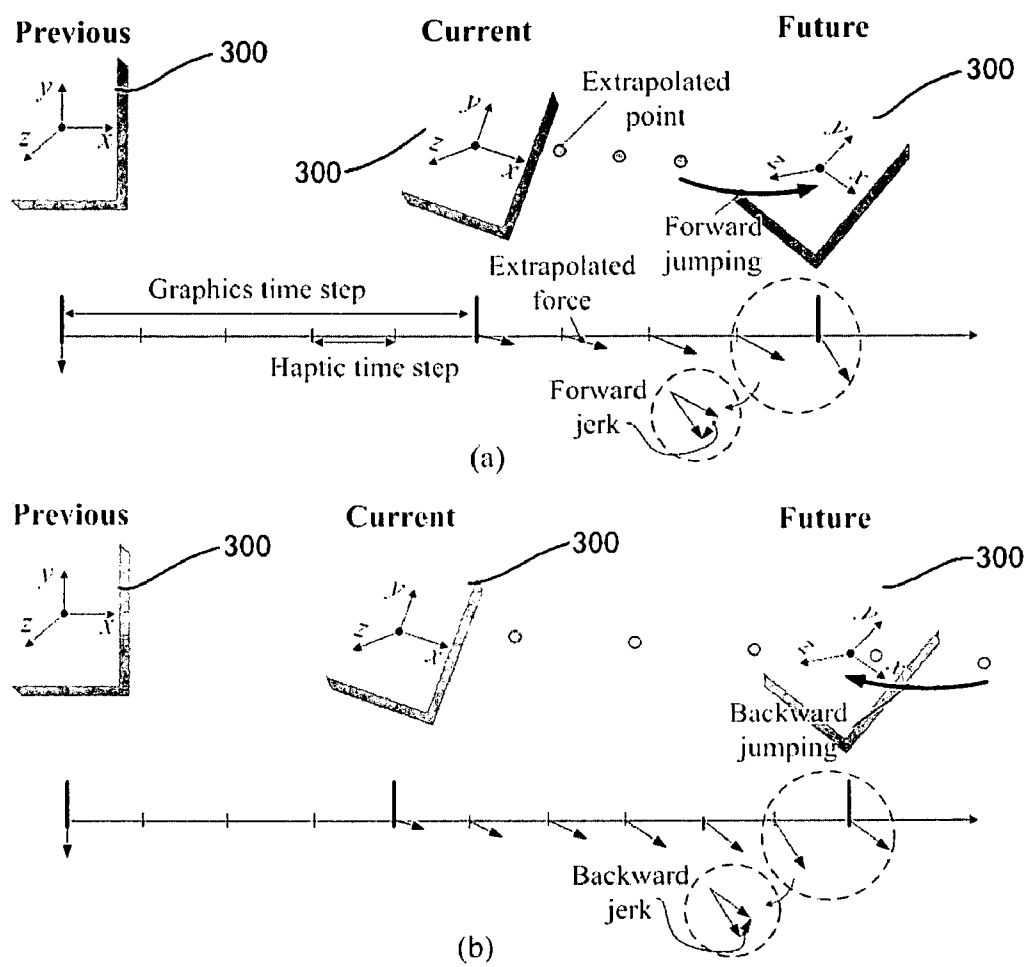 Previous
Current
Future
300
300
300
y
z
x
y
z
x
y
z
x
Extrapolated
point
Forward
jumping
Graphics time step
Extrapolated
force
Haptic time step
Forward
jerk
(a)
Previous
Current
Future
300
300
300
y
z
x
y
z
x
y
z
x
Backward
jumping
Backward
jerk
(b)